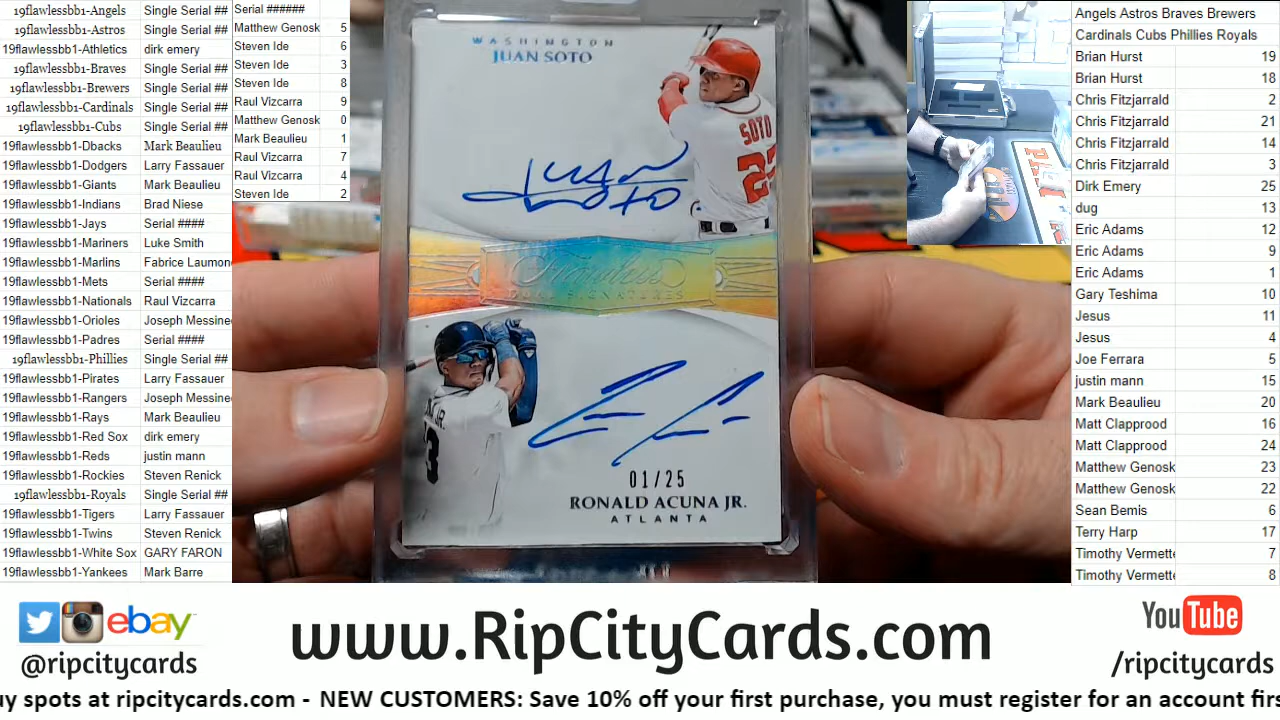 19flawlessbb1-Angels Single Serial ##
19flawlessbb1-Astros Single Serial ##
19flawlessbb1-Athletics dirk emery
19flawlessbb1-Braves Single Serial ##
19flawlessbb1-Brewers Single Serial ##
19flawlessbb1-Cardinals Single Serial ##
19flawlessbb1-Cubs Single Serial ##
19flawlessbb1-Dbacks Mark Beaulieu
19flawlessbb1-Dodgers Larry Fassauer
19flawlessbb1-Giants Mark Beaulieu
19flawlessbb1-Indians Brad Niese
19flawlessbb1-Jays Serial ####
19flawlessbb1-Mariners Luke Smith
19flawlessbb1-Marlins Fabrice Laumon
19flawlessbb1-Mets Serial ####
19flawlessbb1-Nationals Raul Vizcarra
19flawlessbb1-Orioles Joseph Messine
19flawlessbb1-Padres Serial ####
19flawlessbb1-Phillies Single Serial ##
19flawlessbb1-Pirates Larry Fassauer
19flawlessbb1-Rangers Joseph Messine
19flawlessbb1-Rays Mark Beaulieu
19flawlessbb1-Red Sox dirk emery
19flawlessbb1-Reds justin mann
19flawlessbb1-Rockies Steven Renick
19flawlessbb1-Royals Single Serial ##
19flawlessbb1-Tigers Larry Fassauer
19flawlessbb1-Twins Steven Renick
19flawlessbb1-White Sox GARY FARON
19flawlessbb1-Yankees Mark Barre
Serial ######
Matthew Genosk 5
Steven Ide 6
Steven Ide 3
Steven Ide 8
Raul Vizcarra 9
Matthew Genosk 0
Mark Beaulieu 1
Raul Vizcarra 7
Raul Vizcarra 4
Steven Ide 2
WASHINGTON
JUAN SOTO
SOTO
22
Juan
Soto
Flawless
SIGNATURES
JR.
3
01/25
RONALD ACUNA JR.
ATLANTA
Angels Astros Braves Brewers
Cardinals Cubs Phillies Royals
Brian Hurst 19
Brian Hurst 18
Chris Fitzjarrald 2
Chris Fitzjarrald 21
Chris Fitzjarrald 14
Chris Fitzjarrald 3
Dirk Emery 25
dug 13
Eric Adams 12
Eric Adams 9
Eric Adams 1
Gary Teshima 10
Jesus 11
Jesus 4
Joe Ferrara 5
justin mann 15
Mark Beaulieu 20
Matt Clapprood 16
Matt Clapprood 24
Matthew Genosk 23
Matthew Genosk 22
Sean Bemis 6
Terry Harp 17
Timothy Vermette 7
Timothy Vermette 8
ebay
@ripcitycards
www.RipCityCards.com
YouTube
/ripcitycards
uy spots at ripcitycards.com - NEW CUSTOMERS: Save 10% off your first purchase, you must register for an account firs